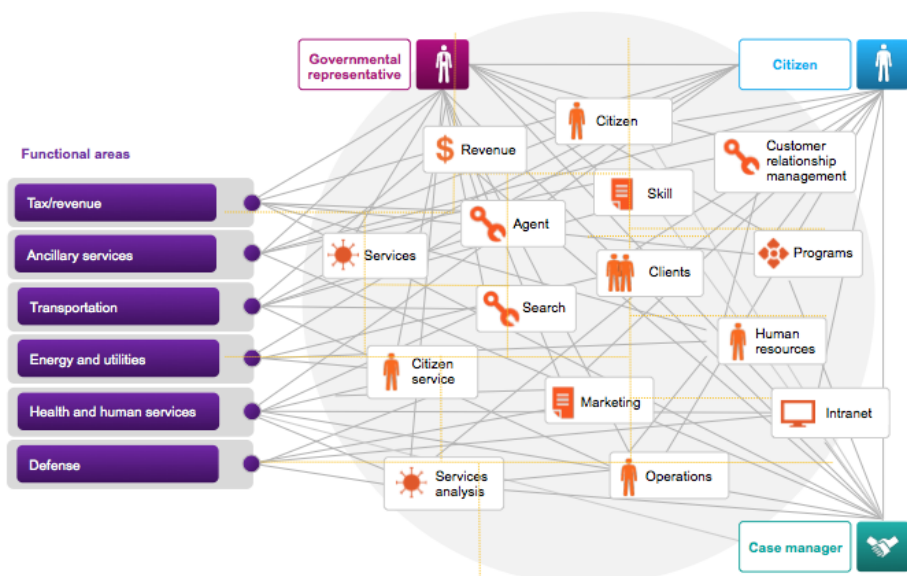 Governmental
representative
Citizen
Citizen
Revenue
Customer
relationship
management
Functional areas
Tax/revenue
Skill
Agent
Ancillary services
Services
Programs
Clients
Transportation
Search
Human
resources
Energy and utilities
Citizen
service
Marketing
Health and human services
Intranet
Defense
Services
analysis
Operations
Case manager